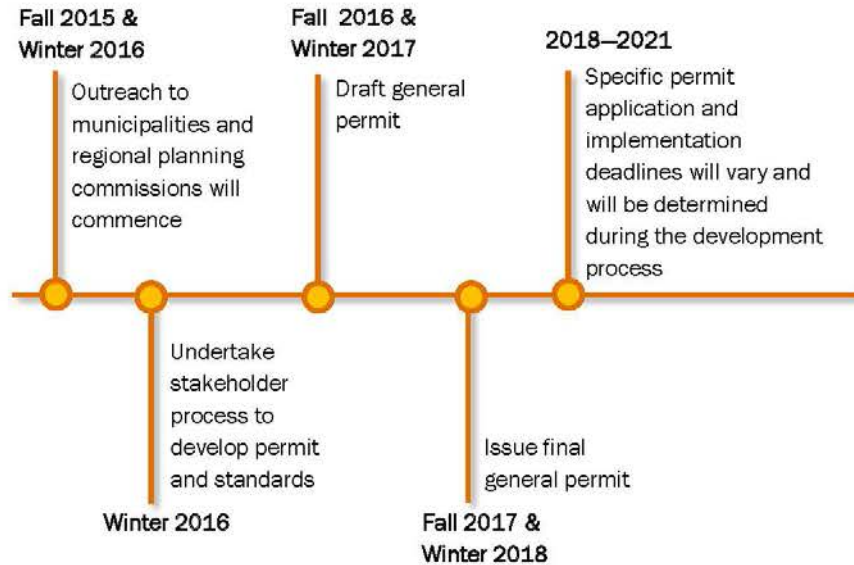 Fall 2015 &
Winter 2016
Outreach to
municipalities and
regional planning
commissions will
commence
Undertake
stakeholder
process to
develop permit
and standards
Winter 2016
Fall 2016 &
Winter 2017
Draft general
permit
Issue final
general permit
Fall 2017 &
Winter 2018
2018—2021
Specific permit
application and
implementation
deadlines will vary and
will be determined
during the development
process